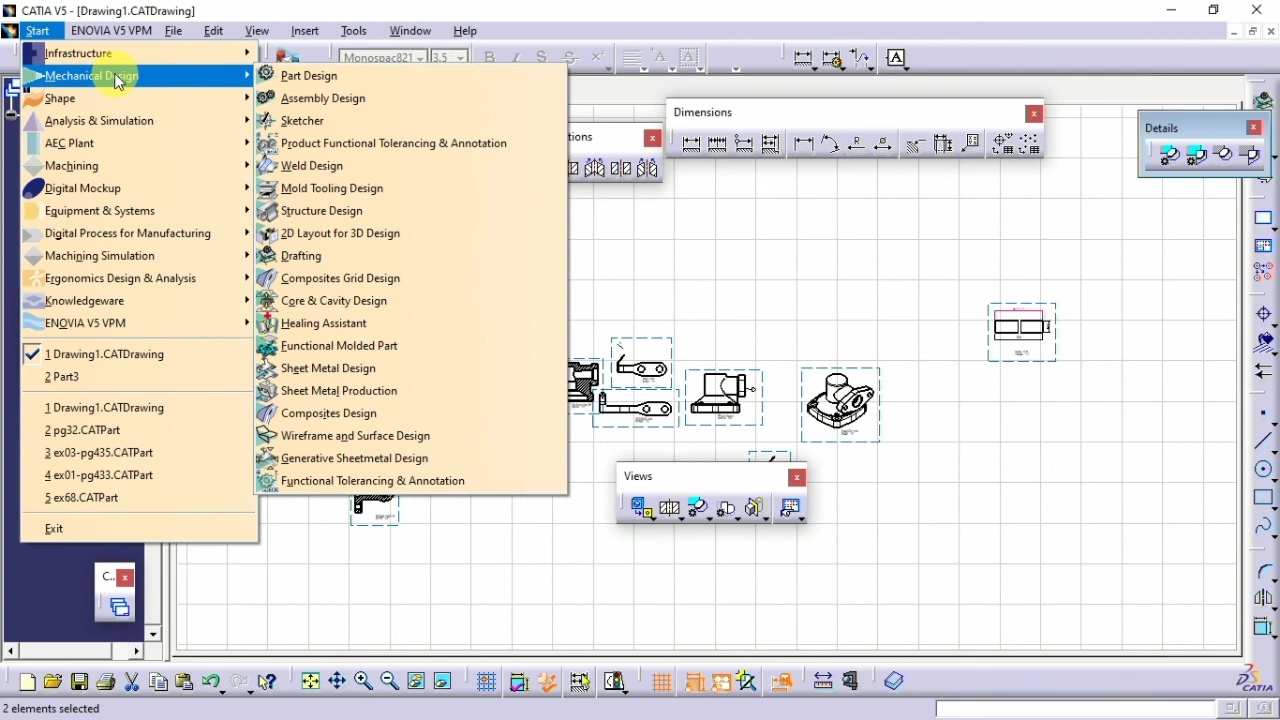 CATIA V5 - [Drawing1.CATDrawing]
Start ENOVIA V5 VPM File Edit View Insert Tools Window Help
Monospac821 3.5 B I S S A A
Infrastructure
Mechanical Design
Shape
Analysis & Simulation
AEC Plant
Machining
Digital Mockup
Equipment & Systems
Digital Process for Manufacturing
Machining Simulation
Ergonomics Design & Analysis
Knowledgeware
ENOVIA V5 VPM
1 Drawing1.CATDrawing
2 Part3
1 Drawing1.CATDrawing
2 pg32.CATPart
3 ex03-pg435.CATPart
4 ex01-pg433.CATPart
5 ex68.CATPart
Exit
Part Design
Assembly Design
Sketcher
Product Functional Tolerancing & Annotation
Weld Design
Mold Tooling Design
Structure Design
2D Layout for 3D Design
Drafting
Composites Grid Design
Core & Cavity Design
Healing Assistant
Functional Molded Part
Sheet Metal Design
Sheet Metal Production
Composites Design
Wireframe and Surface Design
Generative Sheetmetal Design
Functional Tolerancing & Annotation
tions
Dimensions
Details
Views
C..
CATIA
2 elements selected